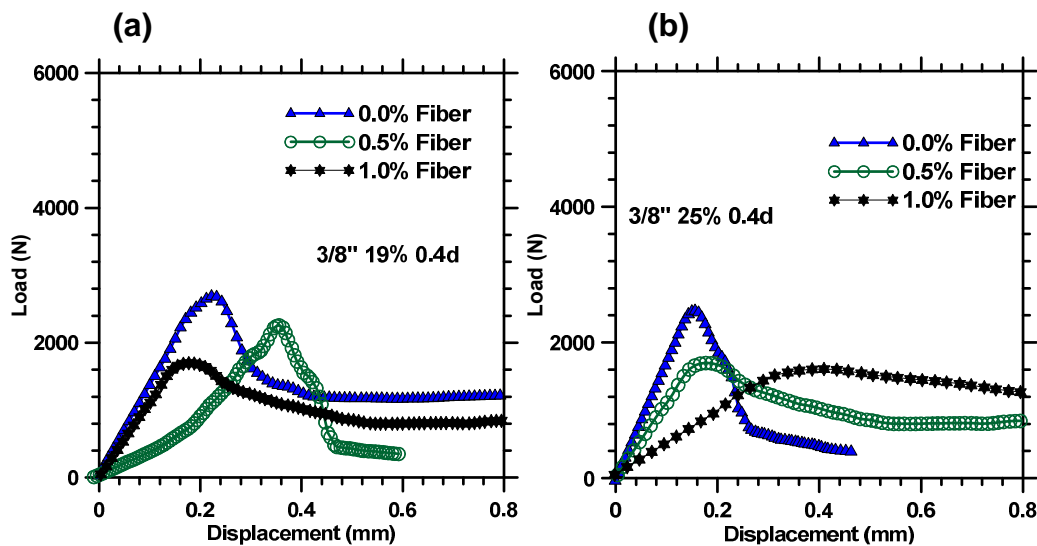 (a)
(b)
6000
4000
2000
0
Load (N)
0.0% Fiber
0.5% Fiber
1.0% Fiber
3/8" 19% 0.4d
0
0.2
0.4
0.6
0.8
Displacement (mm)
6000
4000
2000
0
Load (N)
0.0% Fiber
0.5% Fiber
1.0% Fiber
3/8" 25% 0.4d
0
0.2
0.4
0.6
0.8
Displacement (mm)